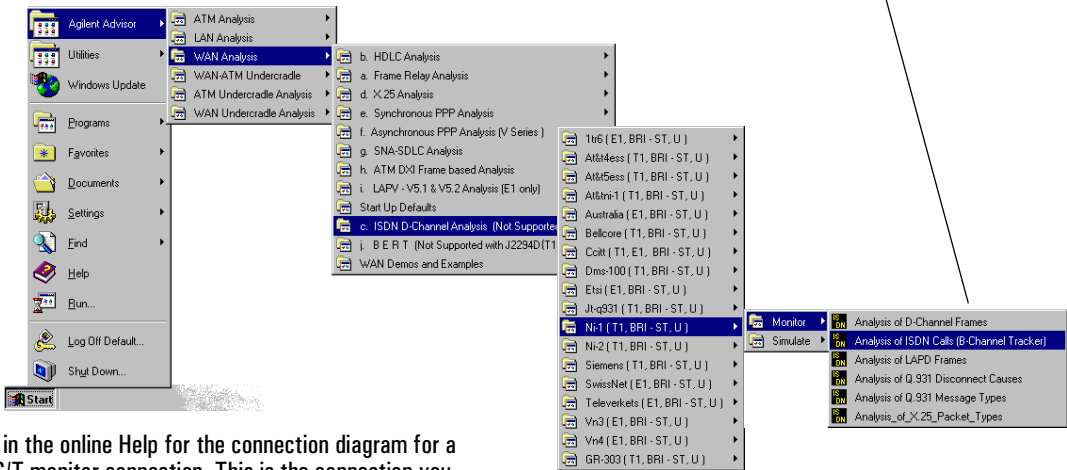 Agilent Advisor
Utilities
Windows Update
Programs
Favorites
Documents
Settings
Find
Help
Run...
Log Off Default...
Shut Down...
Start
ATM Analysis
LAN Analysis
WAN Analysis
WAN-ATM Undercradle
ATM Undercradle Analysis
WAN Undercradle Analysis
b. HDLC Analysis
a. Frame Relay Analysis
d. X.25 Analysis
e. Synchronous PPP Analysis
f. Asynchronous PPP Analysis (V Series )
g. SNA-SDLC Analysis
h. ATM DXI Frame based Analysis
i. LAPV - V5.1 & V5.2 Analysis (E1 only)
Start Up Defaults
c. ISDN D-Channel Analysis (Not Supporte
j. B E R T (Not Supported with J2294D(T1
WAN Demos and Examples
1tr6 ( E1, BRI - ST, U )
At&t4ess ( T1, BRI - ST, U )
At&t5ess ( T1, BRI - ST, U )
At&tni-1 ( T1, BRI - ST, U )
Australia ( E1, BRI - ST, U )
Bellcore ( T1, BRI - ST, U )
Ccitt ( T1, E1, BRI - ST, U )
Dms-100 ( T1, BRI - ST, U )
Etsi ( E1, BRI - ST, U )
Jt-q931 ( T1, BRI - ST, U )
Ni-1 ( T1, BRI - ST, U )
Ni-2 ( T1, BRI - ST, U )
Siemens ( T1, BRI - ST, U )
SwissNet ( E1, BRI - ST, U )
Televerkets ( E1, BRI - ST, U )
Vn3 ( E1, BRI - ST, U )
Vn4 ( E1, BRI - ST, U )
GR-303 ( T1, BRI - ST, U )
Monitor
Simulate
Analysis of D-Channel Frames
Analysis of ISDN Calls (B-Channel Tracker)
Analysis of LAPD Frames
Analysis of Q.931 Disconnect Causes
Analysis of Q.931 Message Types
Analysis_of_X.25_Packet_Types
in the online Help for the connection diagram for a
S/T monitor connection. This is the connection you